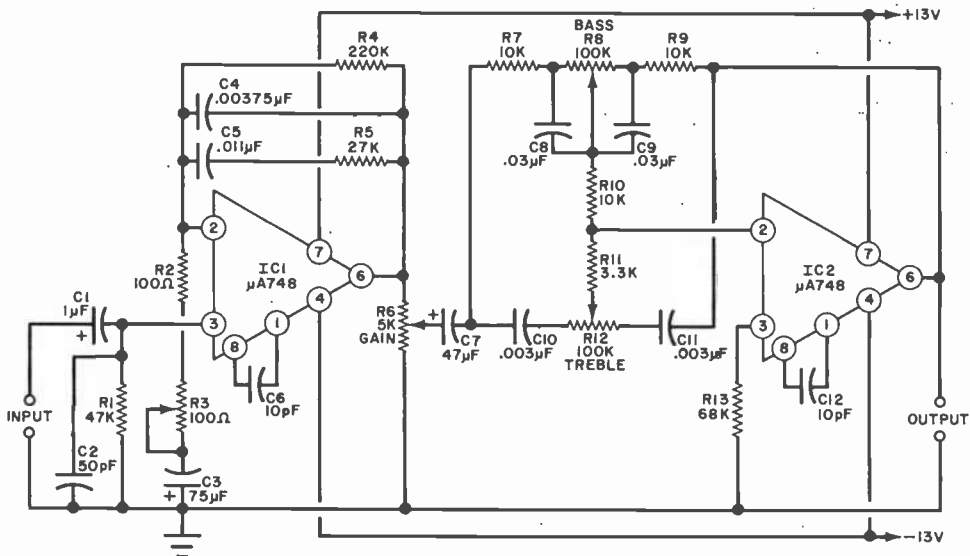 +13V
R4
220K
C4
.00375µF
C5
.011µF
R5
27K
R7
10K
BASS
R8
100K
R9
10K
C8
.03µF
C9
.03µF
R10
10K
R11
3.3K
2
7
IC1
µA748
6
4
3
1
8
R2
100Ω
C1
1µF
+
R6
5K
GAIN
+
C7
47µF
C10
.003µF
R12
100K
TREBLE
C11
.003µF
2
7
IC2
µA748
6
4
3
1
8
INPUT
R1
47K
C2
50pF
R3
100Ω
C6
10pF
C3
75µF
+
R13
68K
C12
10pF
OUTPUT
-13V